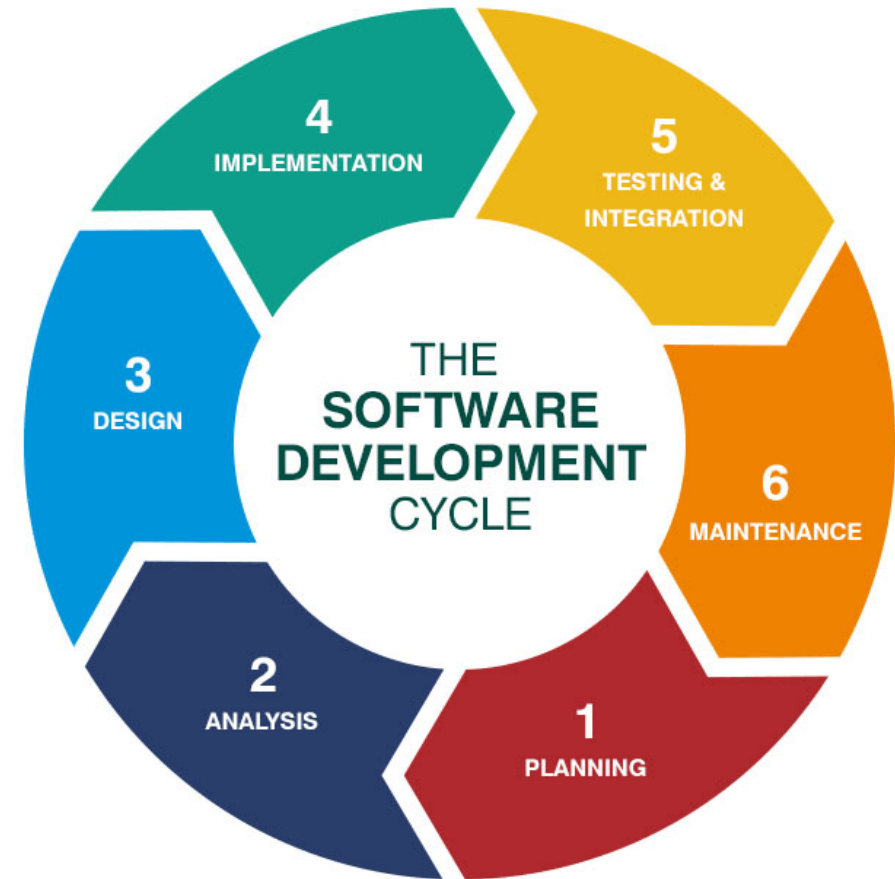 THE
SOFTWARE
DEVELOPMENT
CYCLE
1
PLANNING
2
ANALYSIS
3
DESIGN
4
IMPLEMENTATION
5
TESTING &
INTEGRATION
6
MAINTENANCE